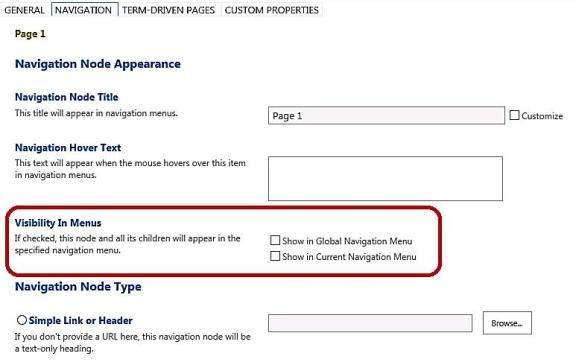 GENERAL NAVIGATION TERM-DRIVEN PAGES CUSTOM PROPERTIES
Page 1
Navigation Node Appearance
Navigation Node Title
This title will appear in navigation menus.
Page 1
Customize
Navigation Hover Text
This text will appear when the mouse hovers over this item
in navigation menus.
Visibility In Menus
If checked, this node and all its children will appear in the
specified navigation menu.
Show in Global Navigation Menu
Show in Current Navigation Menu
Navigation Node Type
Simple Link or Header
If you don't provide a URL here, this navigation node will be
a text-only heading.
Browse...